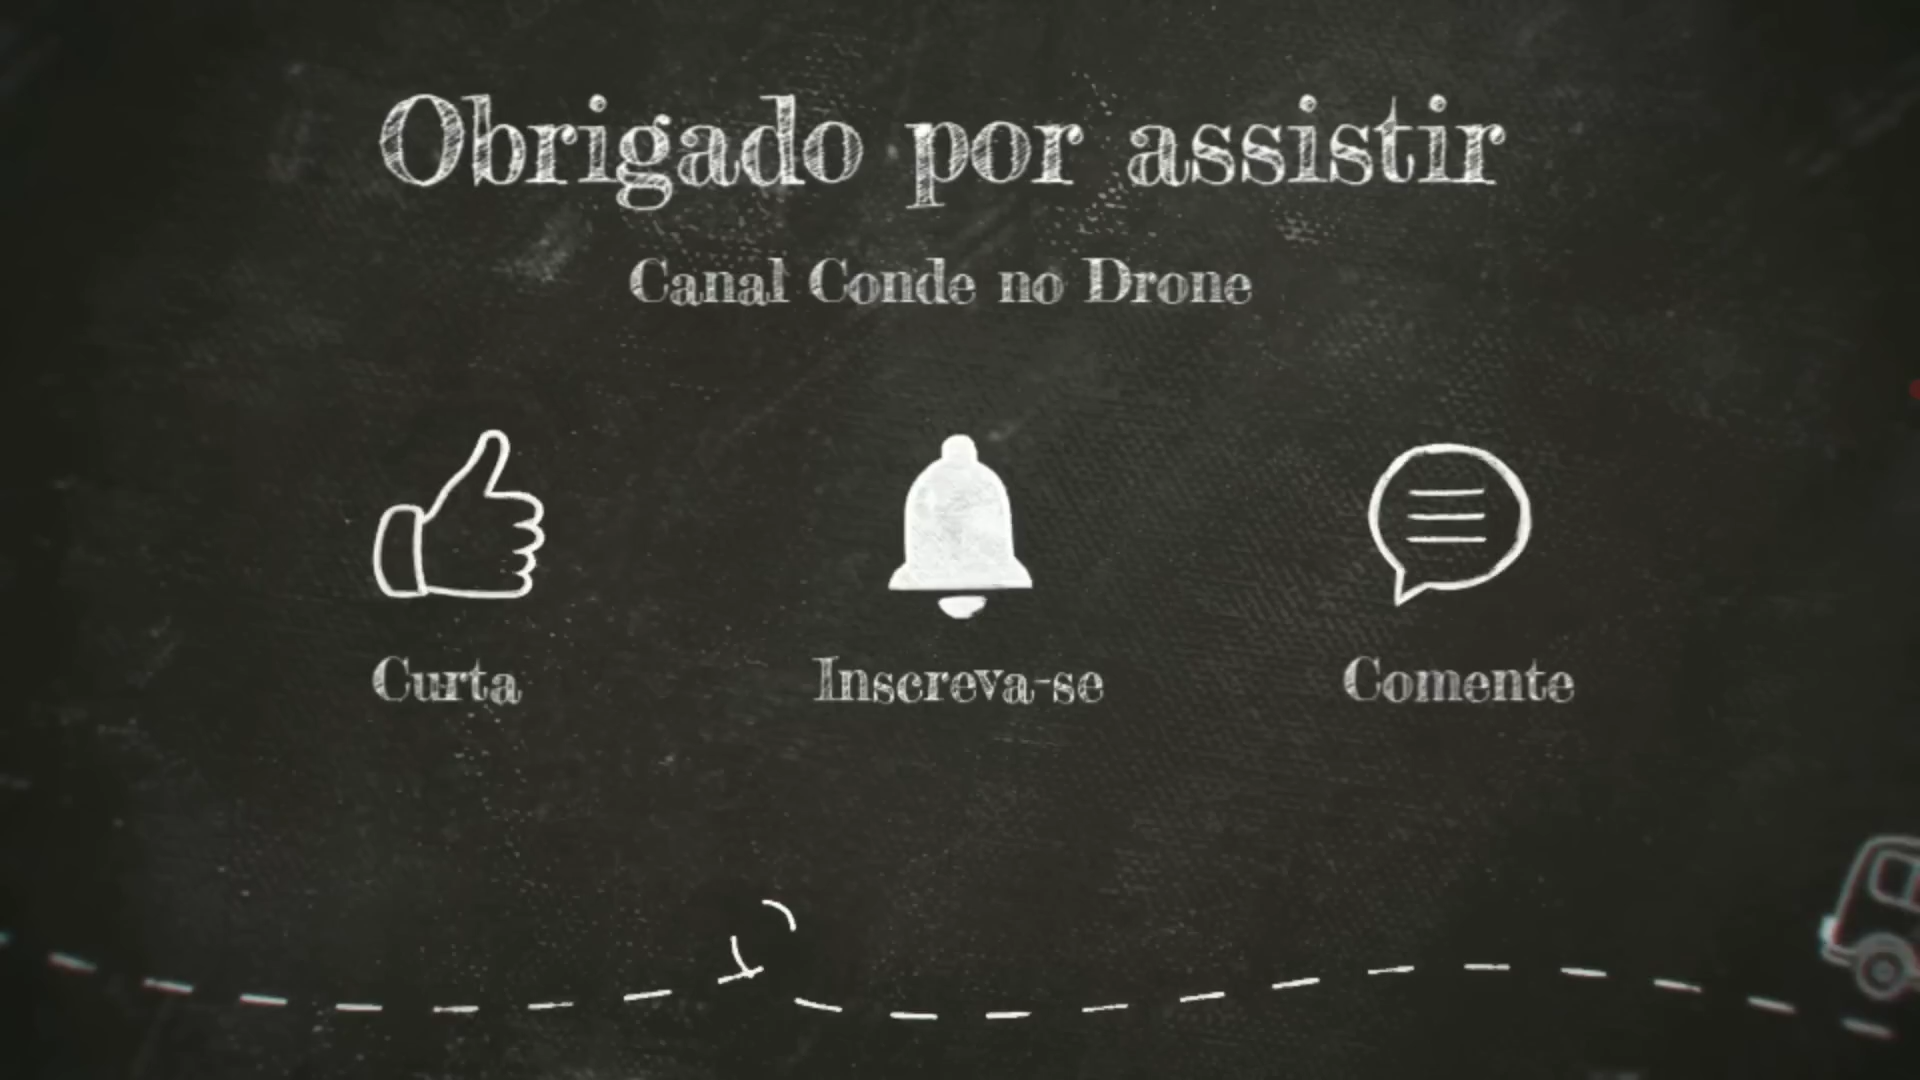 Obrigado por assistir
Canal Conde no Drone
Curta
Inscreva-se
Comente